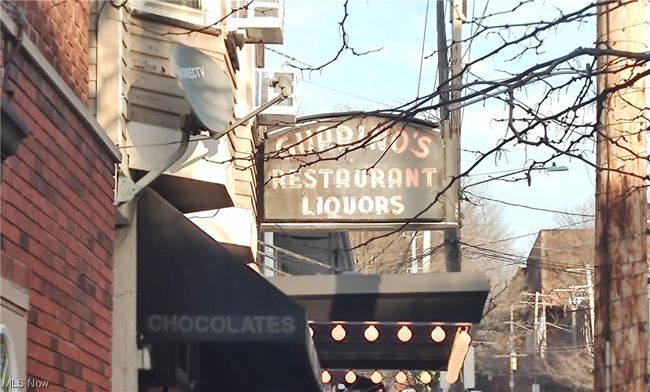 DIRECTV
GUARINO'S
RESTAURANT
LIQUORS
CHOCOLATES
MLS Now